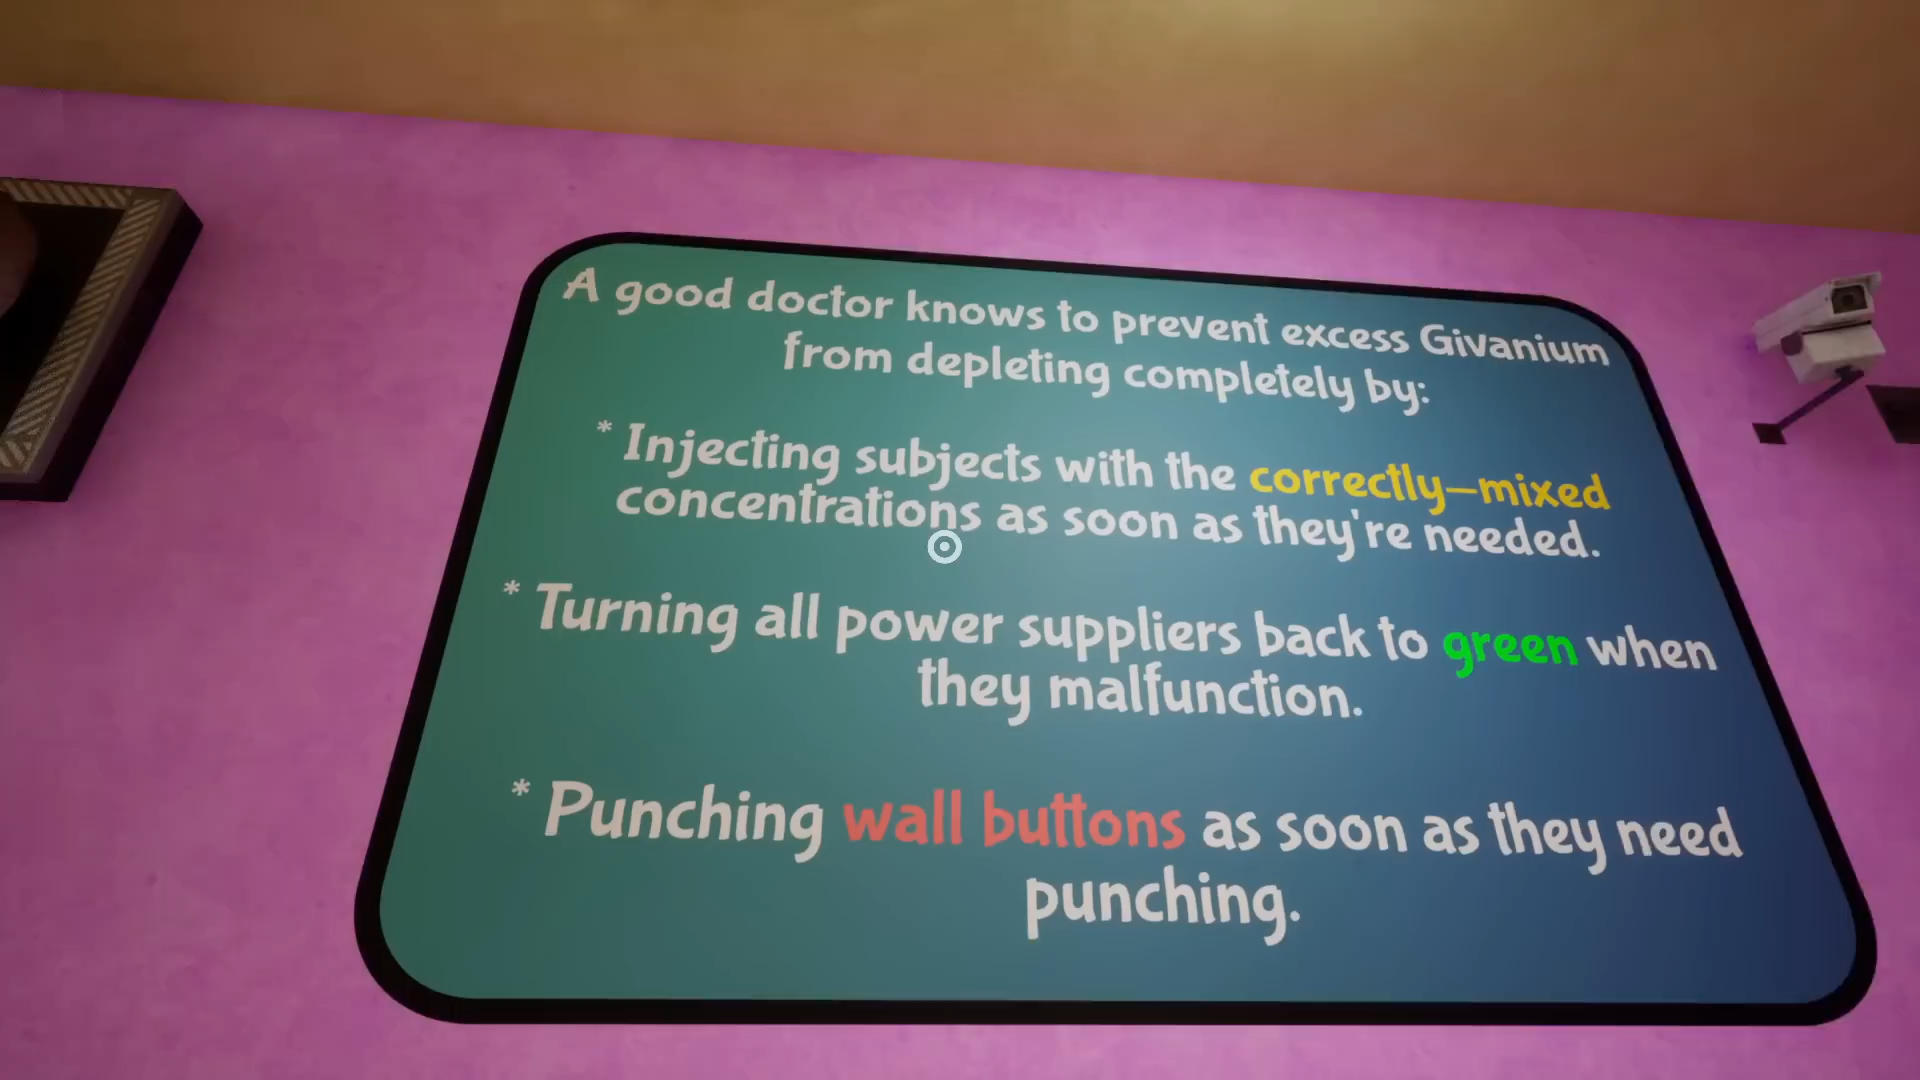 A good doctor knows to prevent excess Givanium
from depleting completely by:
* Injecting subjects with the correctly-mixed
concentrations as soon as they're needed.
* Turning all power suppliers back to green when
they malfunction.
* Punching wall buttons as soon as they need
punching.